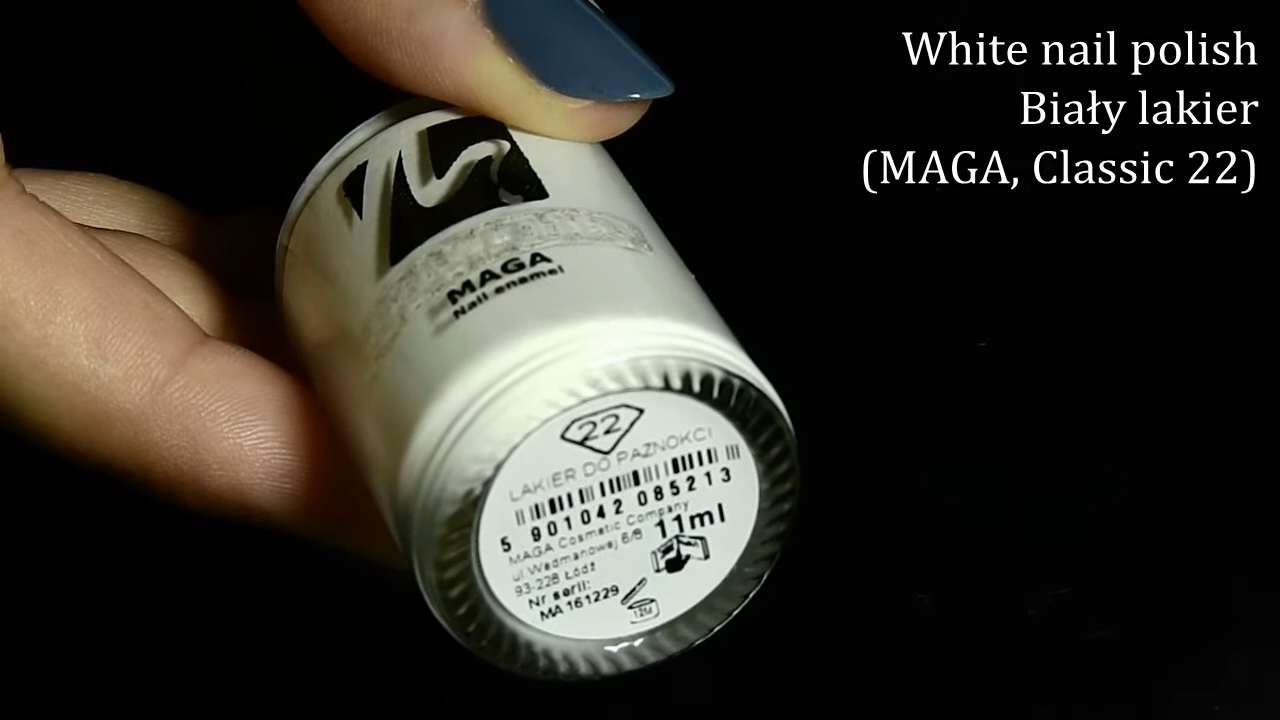 White nail polish
Biały lakier
(MAGA, Classic 22)
MAGA
Nail enamel
22
LAKIER DO PAZNOKCI
5 901042 085213
MAGA Cosmetic Company
11ml
ul. Wedmanowej 6/8
93-228 Łódź
Nr serii:
MA 161229
12M